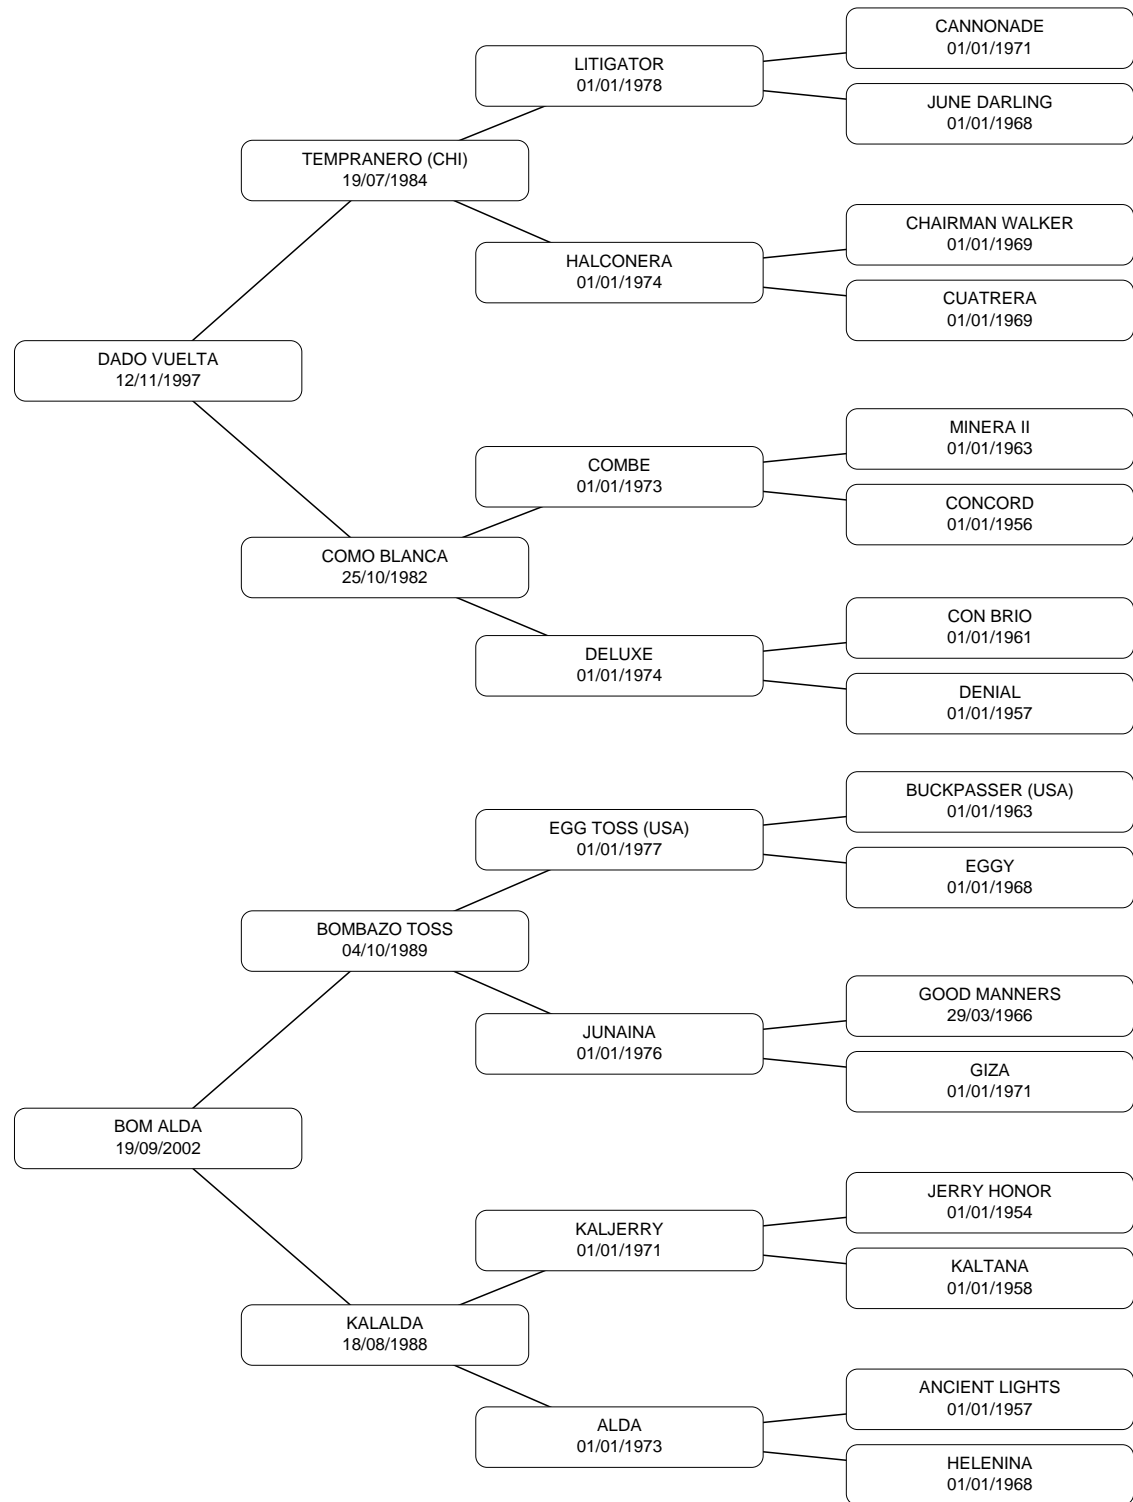 CANNONADE
01/01/1971
LITIGATOR
01/01/1978
JUNE DARLING
01/01/1968
TEMPRANERO (CHI)
19/07/1984
CHAIRMAN WALKER
01/01/1969
HALCONERA
01/01/1974
CUATRERA
01/01/1969
DADO VUELTA
12/11/1997
MINERA II
01/01/1963
COMBE
01/01/1973
CONCORD
01/01/1956
COMO BLANCA
25/10/1982
CON BRIO
01/01/1961
DELUXE
01/01/1974
DENIAL
01/01/1957
BUCKPASSER (USA)
01/01/1963
EGG TOSS (USA)
01/01/1977
EGGY
01/01/1968
BOMBAZO TOSS
04/10/1989
GOOD MANNERS
29/03/1966
JUNAINA
01/01/1976
GIZA
01/01/1971
BOM ALDA
19/09/2002
JERRY HONOR
01/01/1954
KALJERRY
01/01/1971
KALTANA
01/01/1958
KALALDA
18/08/1988
ANCIENT LIGHTS
01/01/1957
ALDA
01/01/1973
HELENINA
01/01/1968